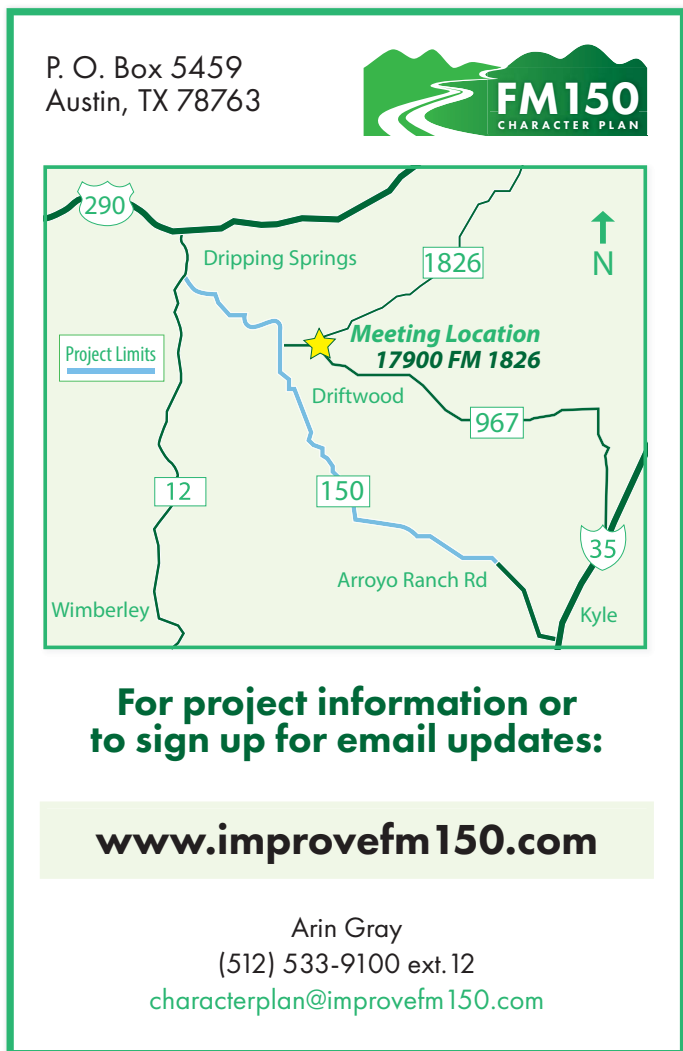 P. O. Box 5459
Austin, TX 78763
FM150
CHARACTER PLAN
290
Dripping Springs
1826
N
Project Limits
Meeting Location
17900 FM 1826
Driftwood
967
12
150
35
Arroyo Ranch Rd
Wimberley
Kyle
For project information or
to sign up for email updates:
www.improvefm150.com
Arin Gray
(512) 533-9100 ext.12
characterplan@improvefm150.com